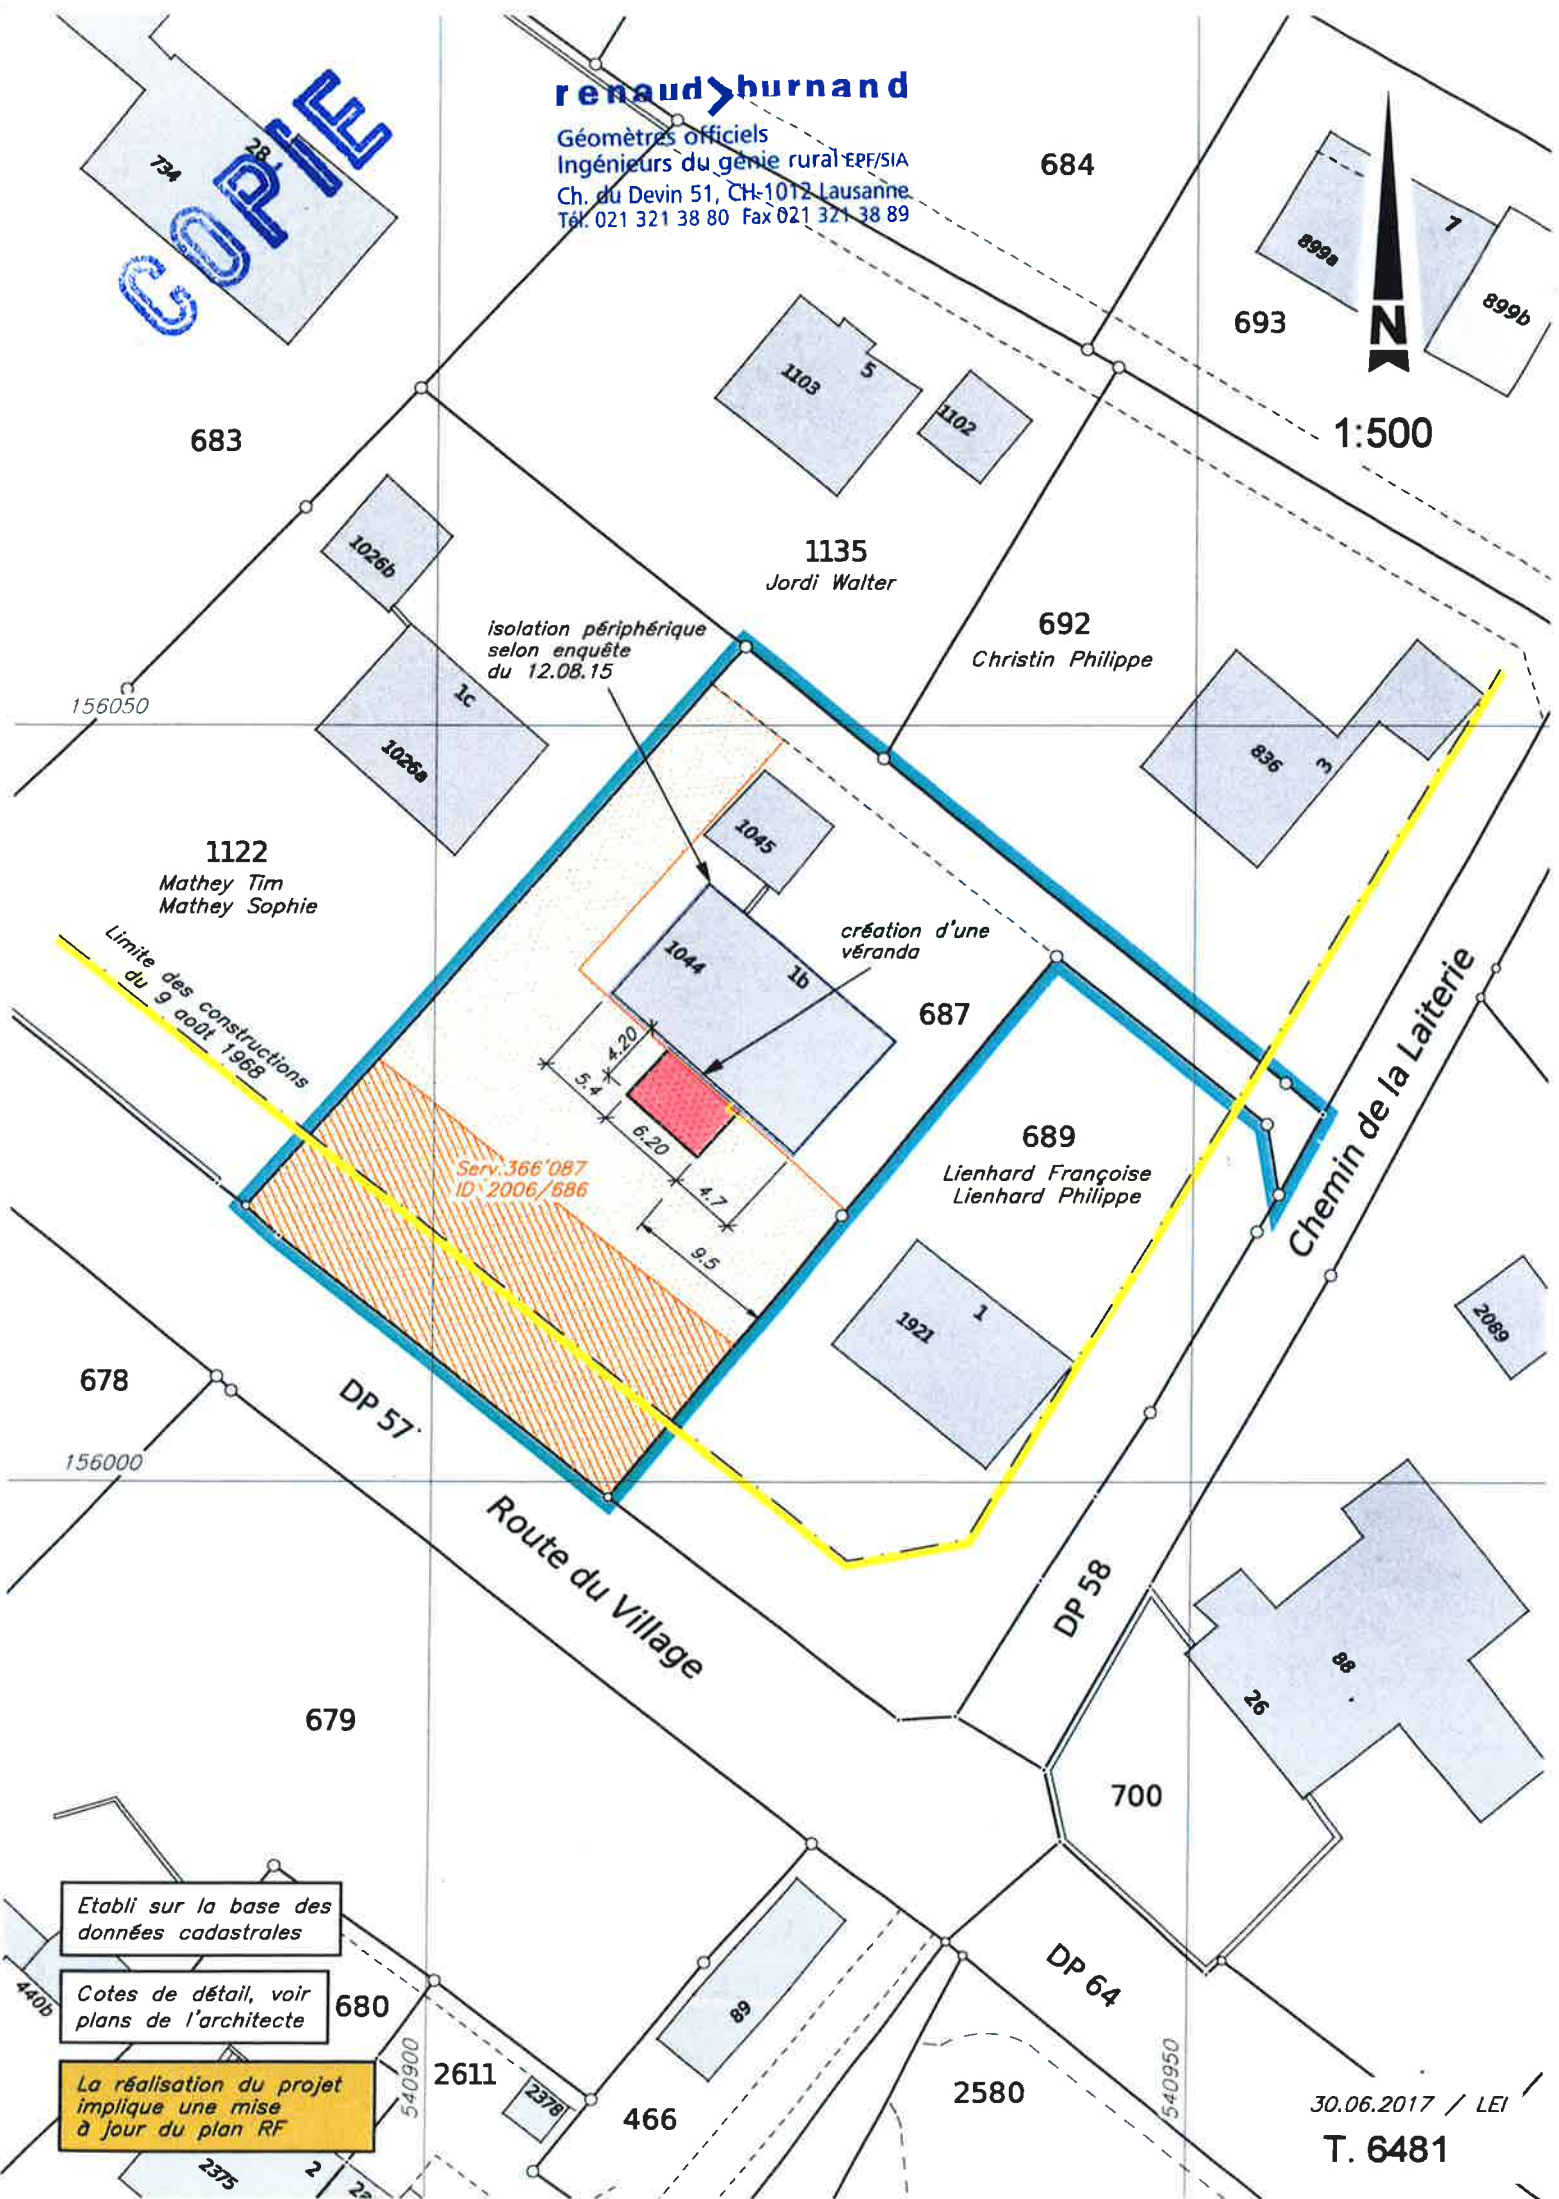 renaud>burnand
Géomètres officiels
Ingénieurs du génie rural EPF/SIA
Ch. du Devin 51, CH-1012 Lausanne
Tél. 021 321 38 80 Fax 021 321 38 89
COPIE
734
28
684
7
899a
899b
693
N
1:500
1103
5
1102
683
1026b
1135
Jordi Walter
692
Christin Philippe
isolation périphérique
selon enquête
du 12.08.15
156050
1c
1026a
836
3
1045
1122
Mathey Tim
Mathey Sophie
Limite des constructions
du 9 août 1968
création d'une
véranda
1044
1b
687
4.20
5.4
6.20
4.7
9.5
Serv.366'087
ID 2006/686
689
Lienhard Françoise
Lienhard Philippe
Chemin de la Laiterie
1921
1
2089
678
DP 57
156000
Route du Village
DP 58
88
26
679
700
Etabli sur la base des
données cadastrales
Cotes de détail, voir
plans de l'architecte
La réalisation du projet
implique une mise
à jour du plan RF
440b
680
89
DP 64
540900
2611
2378
466
2580
540950
2375
2
30.06.2017 / LEI
T. 6481